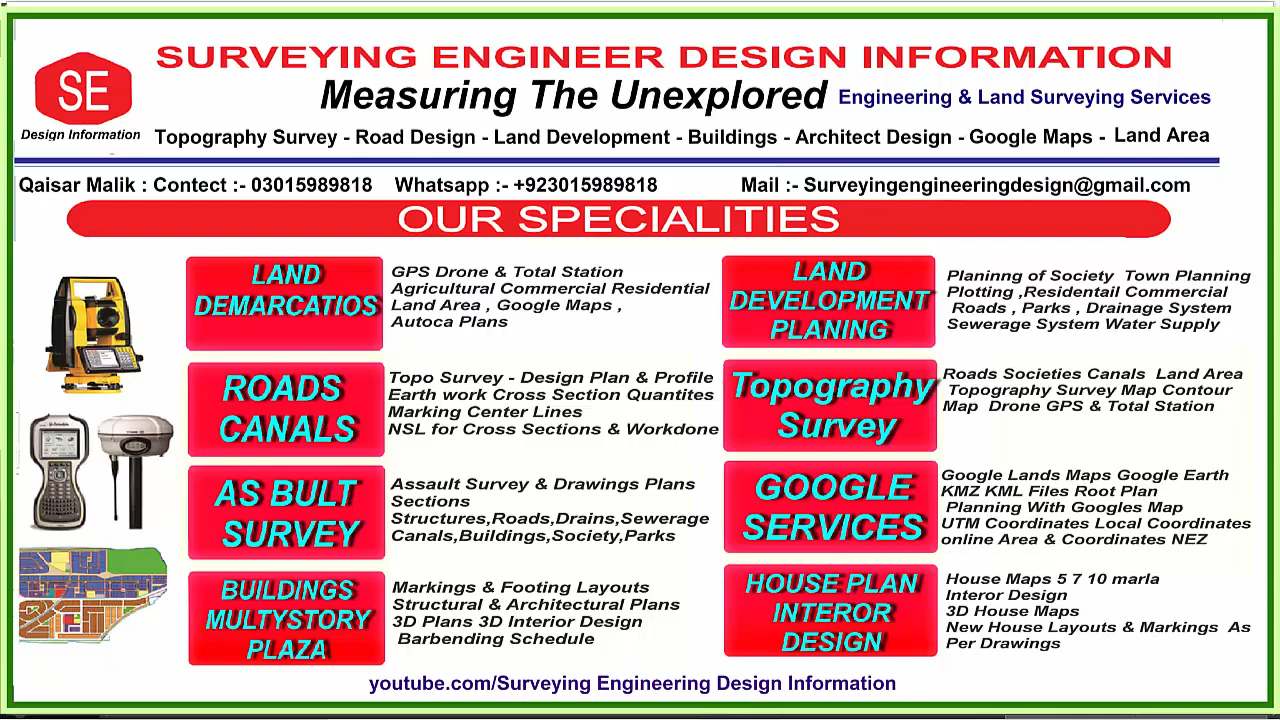 SURVEYING ENGINEER DESIGN INFORMATION
SE
Design Information
Measuring The Unexplored Engineering & Land Surveying Services
Topography Survey - Road Design - Land Development - Buildings - Architect Design - Google Maps - Land Area
Qaisar Malik : Contect :- 03015989818 Whatsapp :- +923015989818 Mail :- Surveyingengineeringdesign@gmail.com
OUR SPECIALITIES
LAND
DEMARCATIOS
GPS Drone & Total Station
Agricultural Commercial Residential
Land Area , Google Maps ,
Autoca Plans
LAND
DEVELOPMENT
PLANING
Planinng of Society Town Planning
Plotting ,Residentail Commercial
Roads , Parks , Drainage System
Sewerage System Water Supply
ROADS
CANALS
Topo Survey - Design Plan & Profile
Earth work Cross Section Quantites
Marking Center Lines
NSL for Cross Sections & Workdone
Topography
Survey
Roads Societies Canals Land Area
Topography Survey Map Contour
Map Drone GPS & Total Station
AS BULT
SURVEY
Assault Survey & Drawings Plans
Sections
Structures,Roads,Drains,Sewerage
Canals,Buildings,Society,Parks
GOOGLE
SERVICES
Google Lands Maps Google Earth
KMZ KML Files Root Plan
Planning With Googles Map
UTM Coordinates Local Coordinates
online Area & Coordinates NEZ
BUILDINGS
MULTYSTORY
PLAZA
Markings & Footing Layouts
Structural & Architectural Plans
3D Plans 3D Interior Design
Barbending Schedule
HOUSE PLAN
INTEROR
DESIGN
House Maps 5 7 10 marla
Interor Design
3D House Maps
New House Layouts & Markings As
Per Drawings
youtube.com/Surveying Engineering Design Information